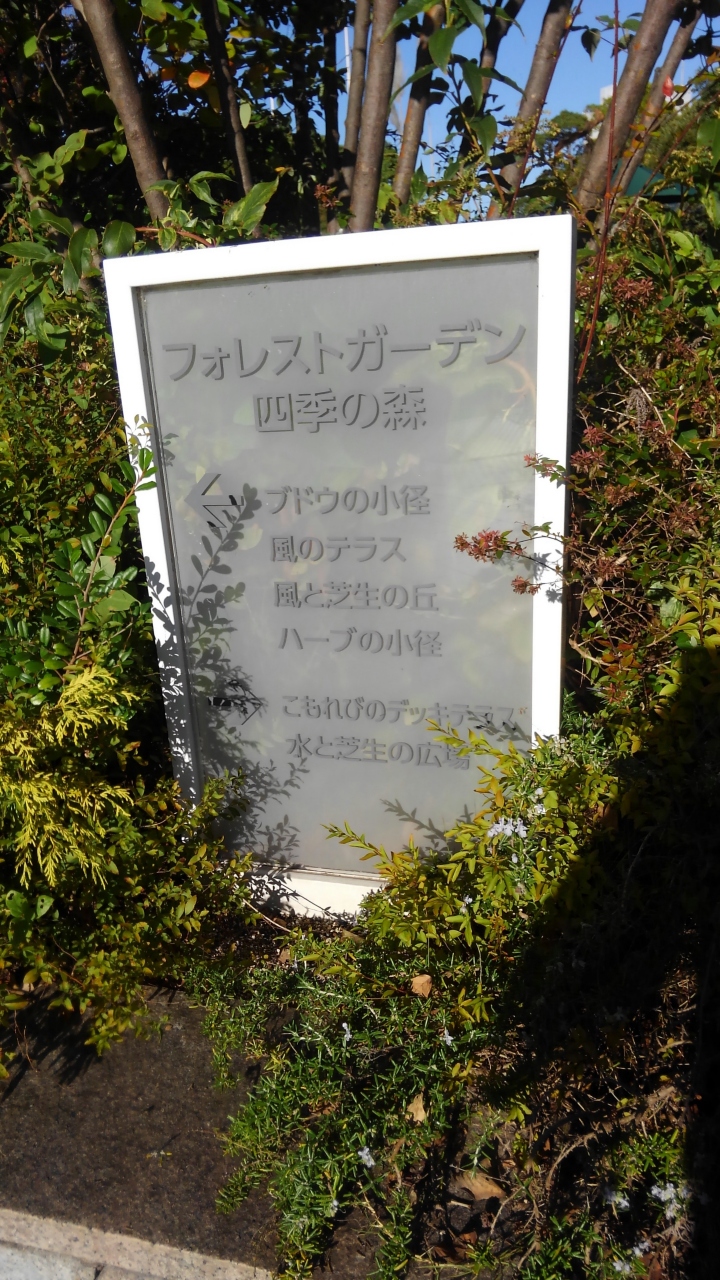 フォレストガーデン
四季の森
← ブドウの小径
風のテラス
風と芝生の丘
ハーブの小径
→ こもれびのデッキテラス
水と芝生の広場